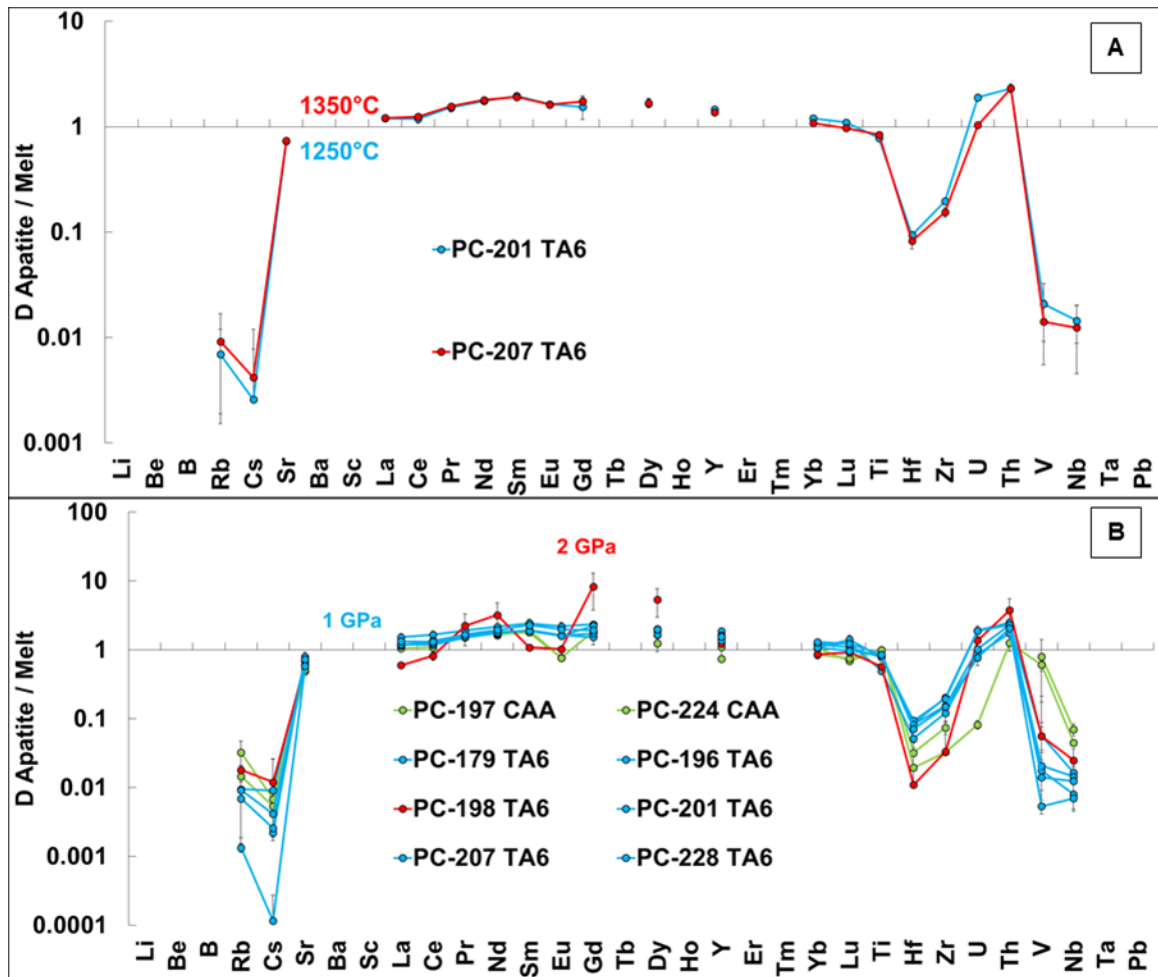 A
10
1
0.1
0.01
0.001
D Apatite / Melt
1350°C
1250°C
PC-201 TA6
PC-207 TA6
Li Be B Rb Cs Sr Ba Sc La Ce Pr Nd Sm Eu Gd Tb Dy Ho Y Er Tm Yb Lu Ti Hf Zr U Th V Nb Ta Pb
B
100
10
1
0.1
0.01
0.001
0.0001
D Apatite / Melt
2 GPa
1 GPa
PC-197 CAA PC-224 CAA
PC-179 TA6 PC-196 TA6
PC-198 TA6 PC-201 TA6
PC-207 TA6 PC-228 TA6
Li Be B Rb Cs Sr Ba Sc La Ce Pr Nd Sm Eu Gd Tb Dy Ho Y Er Tm Yb Lu Ti Hf Zr U Th V Nb Ta Pb